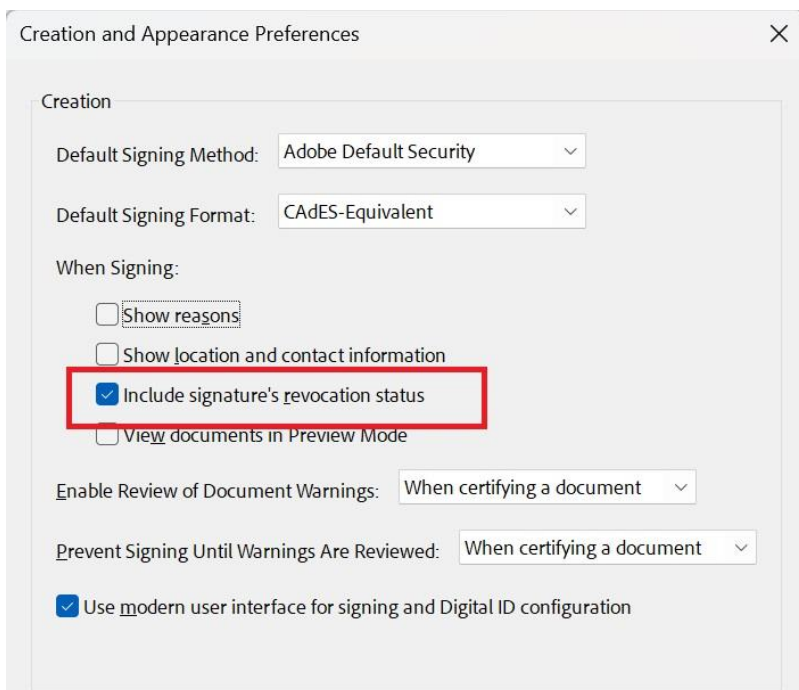 Creation and Appearance Preferences
Creation
Default Signing Method: Adobe Default Security
Default Signing Format: CAdES-Equivalent
When Signing:
Show reasons
Show location and contact information
Include signature's revocation status
View documents in Preview Mode
Enable Review of Document Warnings: When certifying a document
Prevent Signing Until Warnings Are Reviewed: When certifying a document
Use modern user interface for signing and Digital ID configuration